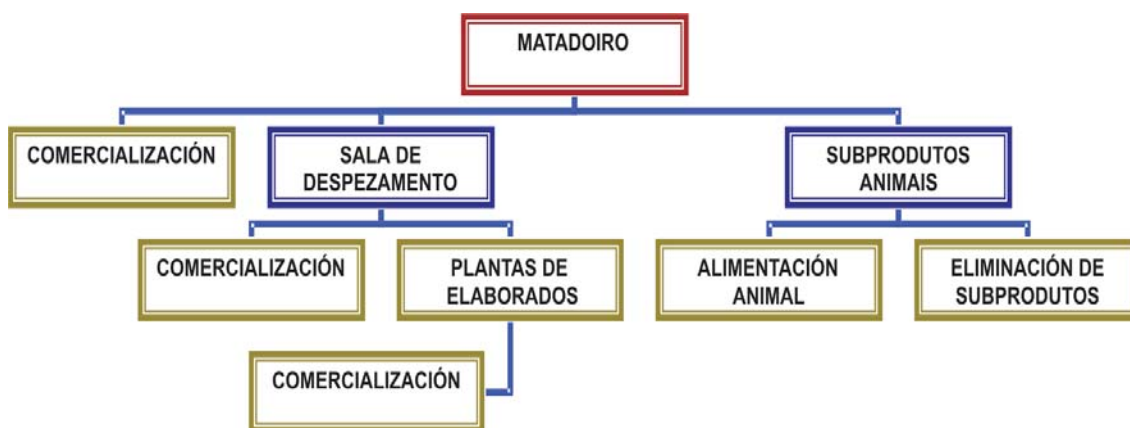 MATADOIRO
COMERCIALIZACIÓN
SALA DE
DESPEZAMENTO
SUBPRODUTOS
ANIMAIS
COMERCIALIZACIÓN
PLANTAS DE
ELABORADOS
ALIMENTACIÓN
ANIMAL
ELIMINACIÓN DE
SUBPRODUTOS
COMERCIALIZACIÓN